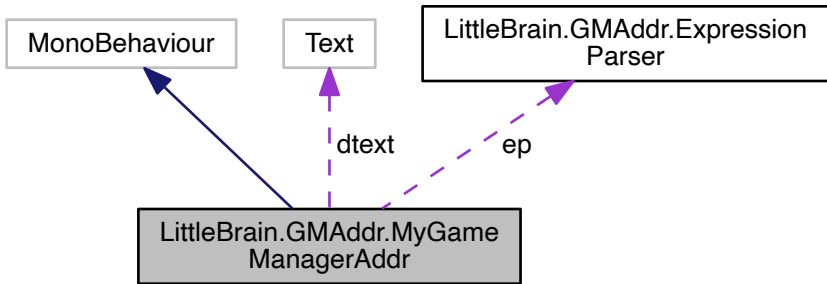 MonoBehaviour
Text
LittleBrain.GMAddr.Expression
Parser
dtext
ep
LittleBrain.GMAddr.MyGame
ManagerAddr